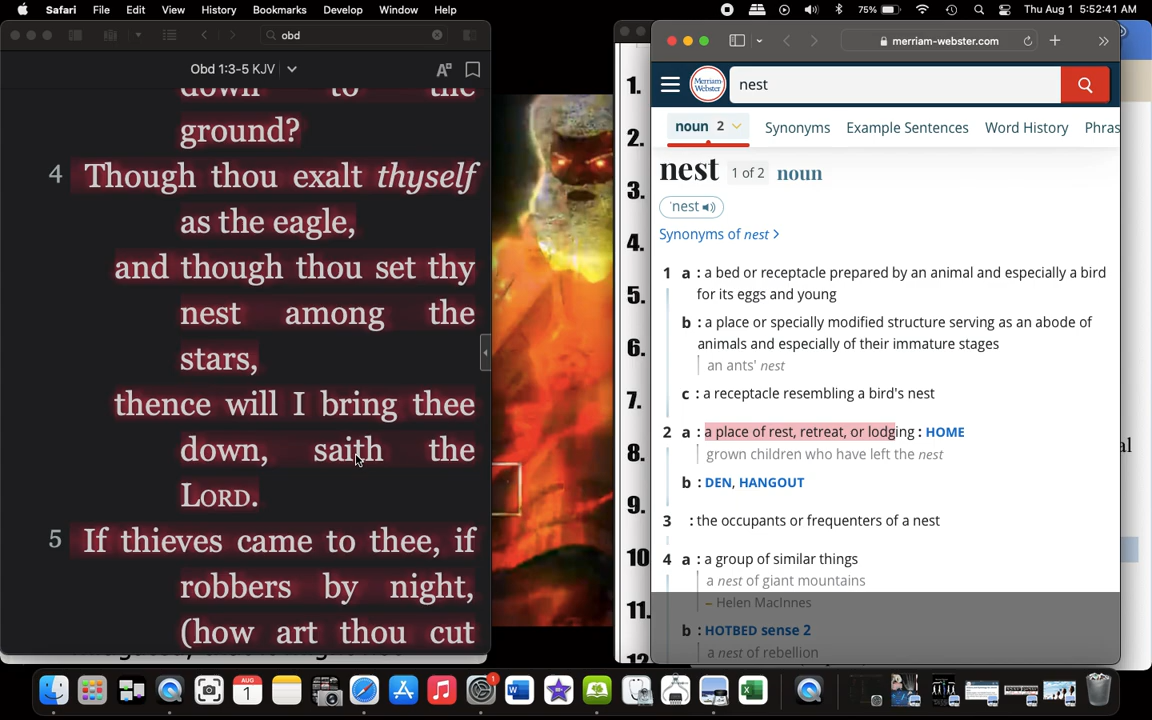 Safari File Edit View History Bookmarks Develop Window Help
75% Thu Aug 1 5:52:41 AM
obd
Obd 1:3-5 KJV
down to the
ground?
4 Though thou exalt thyself
as the eagle,
and though thou set thy
nest among the
stars,
thence will I bring thee
down, saith the
LORD.
5 If thieves came to thee, if
robbers by night,
(how art thou cut
1.
2.
3.
4.
5.
6.
7.
8.
9.
10
11.
12
al
merriam-webster.com
Merriam-Webster
nest
noun 2 Synonyms Example Sentences Word History Phras
nest 1 of 2 noun
ˈnest
Synonyms of nest >
1 a : a bed or receptacle prepared by an animal and especially a bird
for its eggs and young
b : a place or specially modified structure serving as an abode of
animals and especially of their immature stages
an ants' nest
c : a receptacle resembling a bird's nest
2 a : a place of rest, retreat, or lodging : HOME
grown children who have left the nest
b : DEN, HANGOUT
3 : the occupants or frequenters of a nest
4 a : a group of similar things
a nest of giant mountains
– Helen MacInnes
b : HOTBED sense 2
a nest of rebellion
AUG
1
1